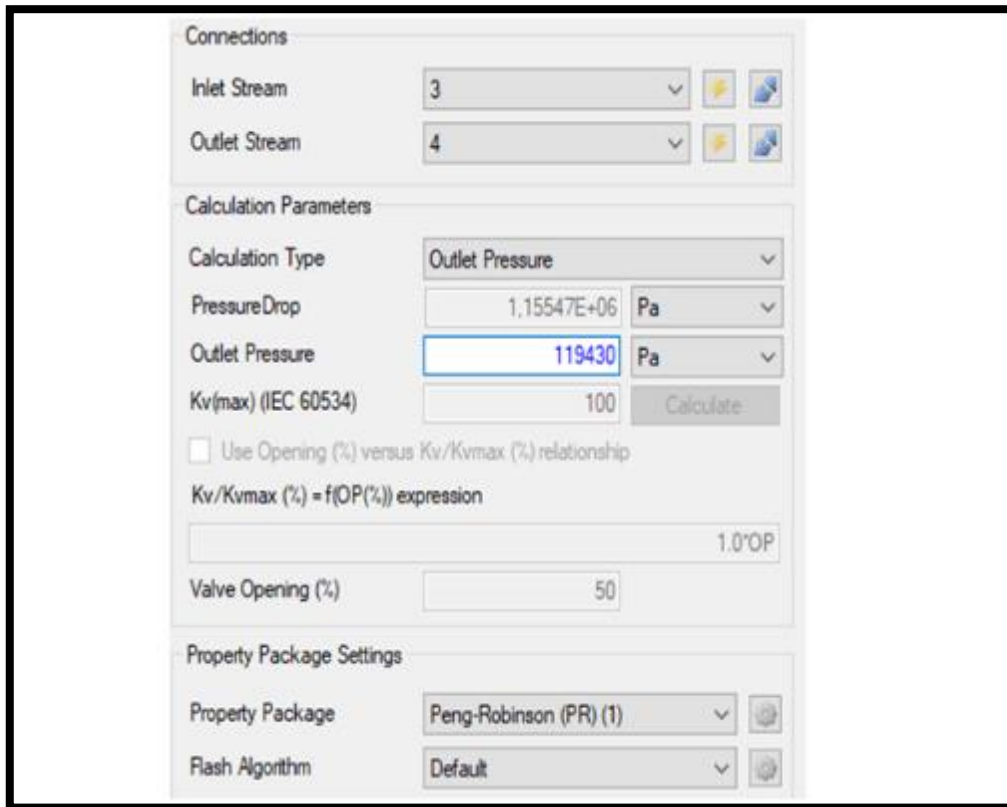 Connections
Inlet Stream 3
Outlet Stream 4
Calculation Parameters
Calculation Type Outlet Pressure
PressureDrop 1,15547E+06 Pa
Outlet Pressure 119430 Pa
Kv(max) (IEC 60534) 100 Calculate
Use Opening (%) versus Kv/Kvmax (%) relationship
Kv/Kvmax (%) = f(OP(%)) expression
1.0*OP
Valve Opening (%) 50
Property Package Settings
Property Package Peng-Robinson (PR) (1)
Flash Algorithm Default